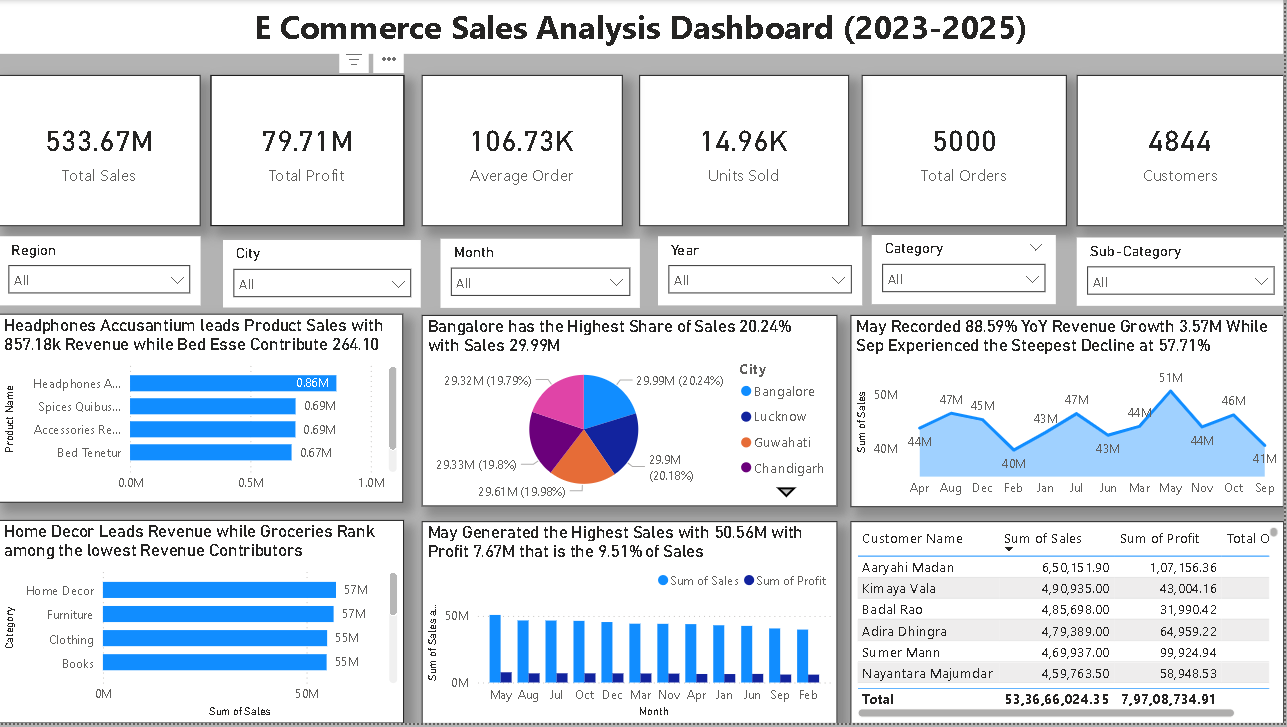 E Commerce Sales Analysis Dashboard (2023-2025)
533.67M
Total Sales
79.71M
Total Profit
106.73K
Average Order
14.96K
Units Sold
5000
Total Orders
4844
Customers
Region
All
City
All
Month
All
Year
All
Category
All
Sub-Category
All
Headphones Accusantium leads Product Sales with
857.18k Revenue while Bed Esse Contribute 264.10
Product Name
Headphones A...
0.86M
Spices Quibus...
0.69M
Accessories Re...
0.69M
Bed Tenetur
0.67M
0.0M 0.5M 1.0M
Bangalore has the Highest Share of Sales 20.24%
with Sales 29.99M
29.32M (19.79%)
29.99M (20.24%)
29.33M (19.8%)
29.9M
(20.18%)
29.61M (19.98%)
City
Bangalore
Lucknow
Guwahati
Chandigarh
May Recorded 88.59% YoY Revenue Growth 3.57M While
Sep Experienced the Steepest Decline at 57.71%
Sum of Sales
50M
40M
44M
47M
45M
40M
43M
47M
43M
44M
51M
44M
46M
41M
Apr Aug Dec Feb Jan Jul Jun Mar May Nov Oct Sep
Home Decor Leads Revenue while Groceries Rank
among the lowest Revenue Contributors
Category
Home Decor
57M
Furniture
57M
Clothing
55M
Books
55M
0M 50M
Sum of Sales
May Generated the Highest Sales with 50.56M with
Profit 7.67M that is the 9.51% of Sales
Sum of Sales Sum of Profit
Sum of Sales a..
50M
0M
May Aug Jul Oct Dec Mar Nov Apr Jan Jun Sep Feb
Month
Customer Name Sum of Sales Sum of Profit Total O
Aaryahi Madan 6,50,151.90 1,07,156.36
Kimaya Vala 4,90,935.00 43,004.16
Badal Rao 4,85,698.00 31,990.42
Adira Dhingra 4,79,389.00 64,959.22
Sumer Mann 4,69,937.00 99,924.94
Nayantara Majumdar 4,59,763.50 58,948.53
Total 53,36,66,024.35 7,97,08,734.91